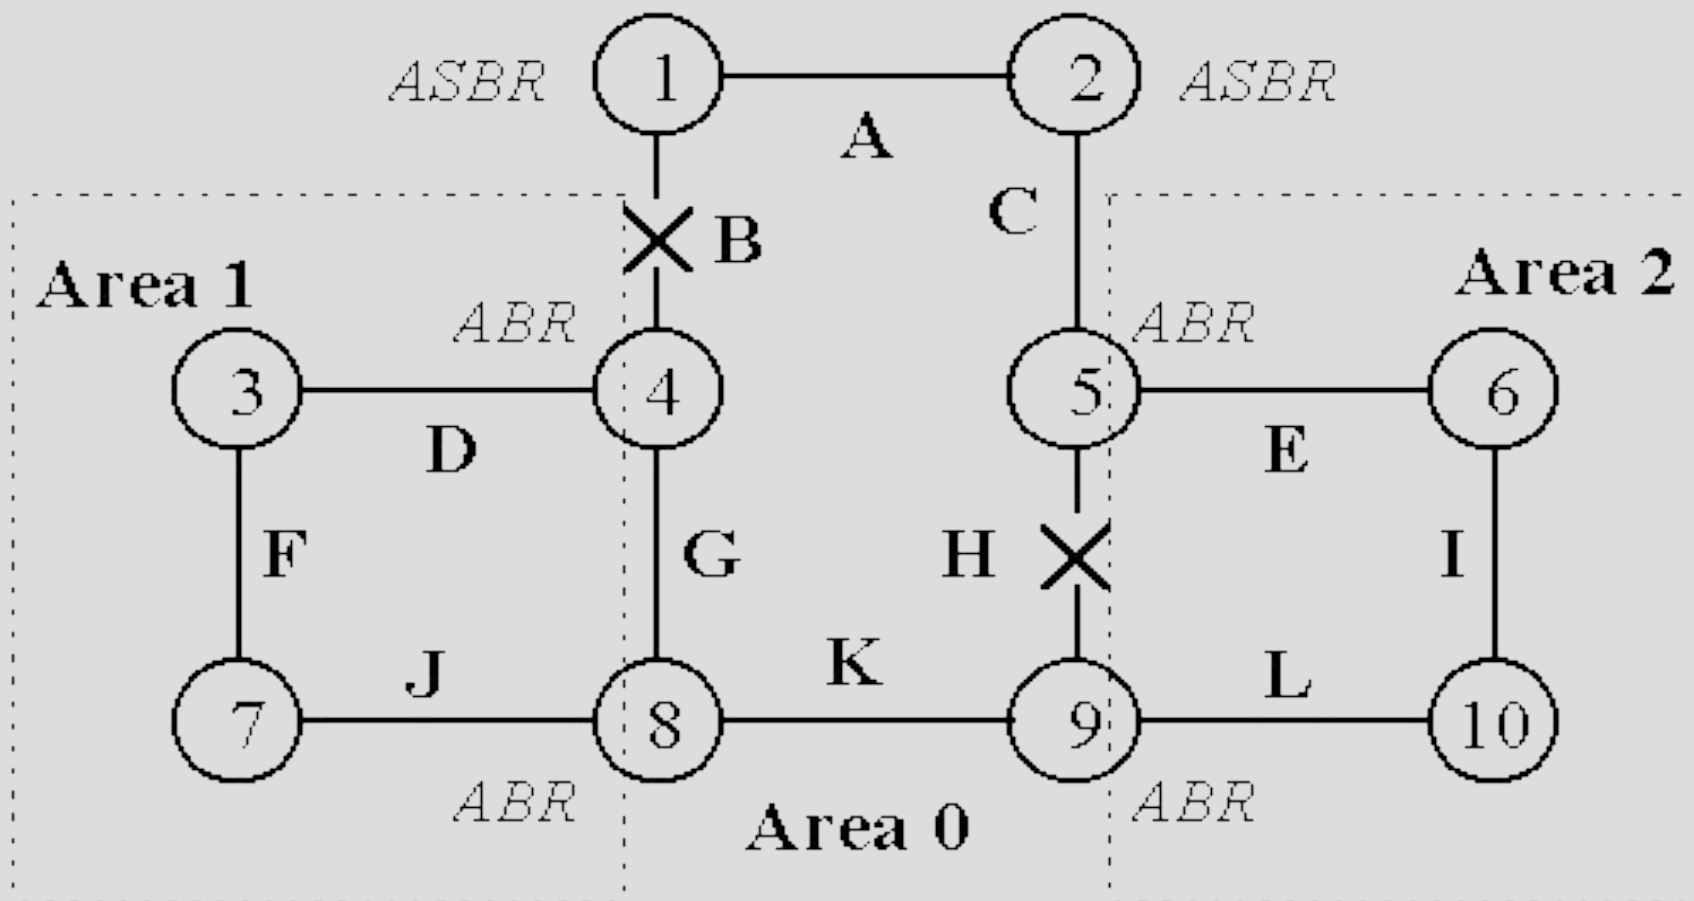 ASBR 1 2 ASBR
A
B C
Area 1 Area 2
ABR ABR
3 4 5 6
D E
F G H I
J K L
7 8 9 10
ABR ABR
Area 0